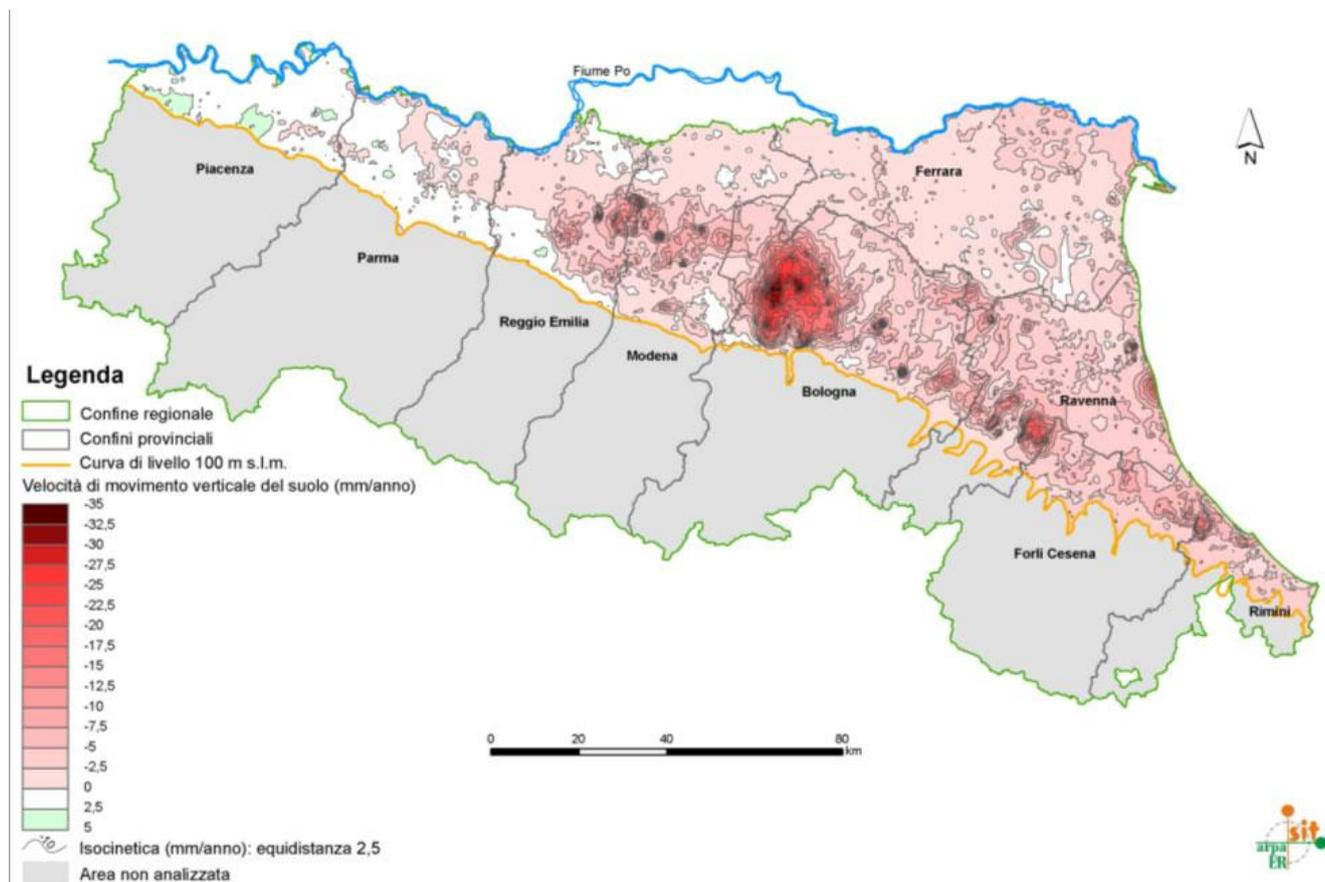 Fiume Po
N
Piacenza
Ferrara
Parma
Reggio Emilia
Modena
Bologna
Ravenna
Forlì Cesena
Rimini
Legenda
Confine regionale
Confini provinciali
Curva di livello 100 m s.l.m.
Velocità di movimento verticale del suolo (mm/anno)
-35
-32,5
-30
-27,5
-25
-22,5
-20
-17,5
-15
-12,5
-10
-7,5
-5
-2,5
0
2,5
5
-10
Isocinetica (mm/anno): equidistanza 2,5
Area non analizzata
0 20 40 80
km
sit
arpa
ER